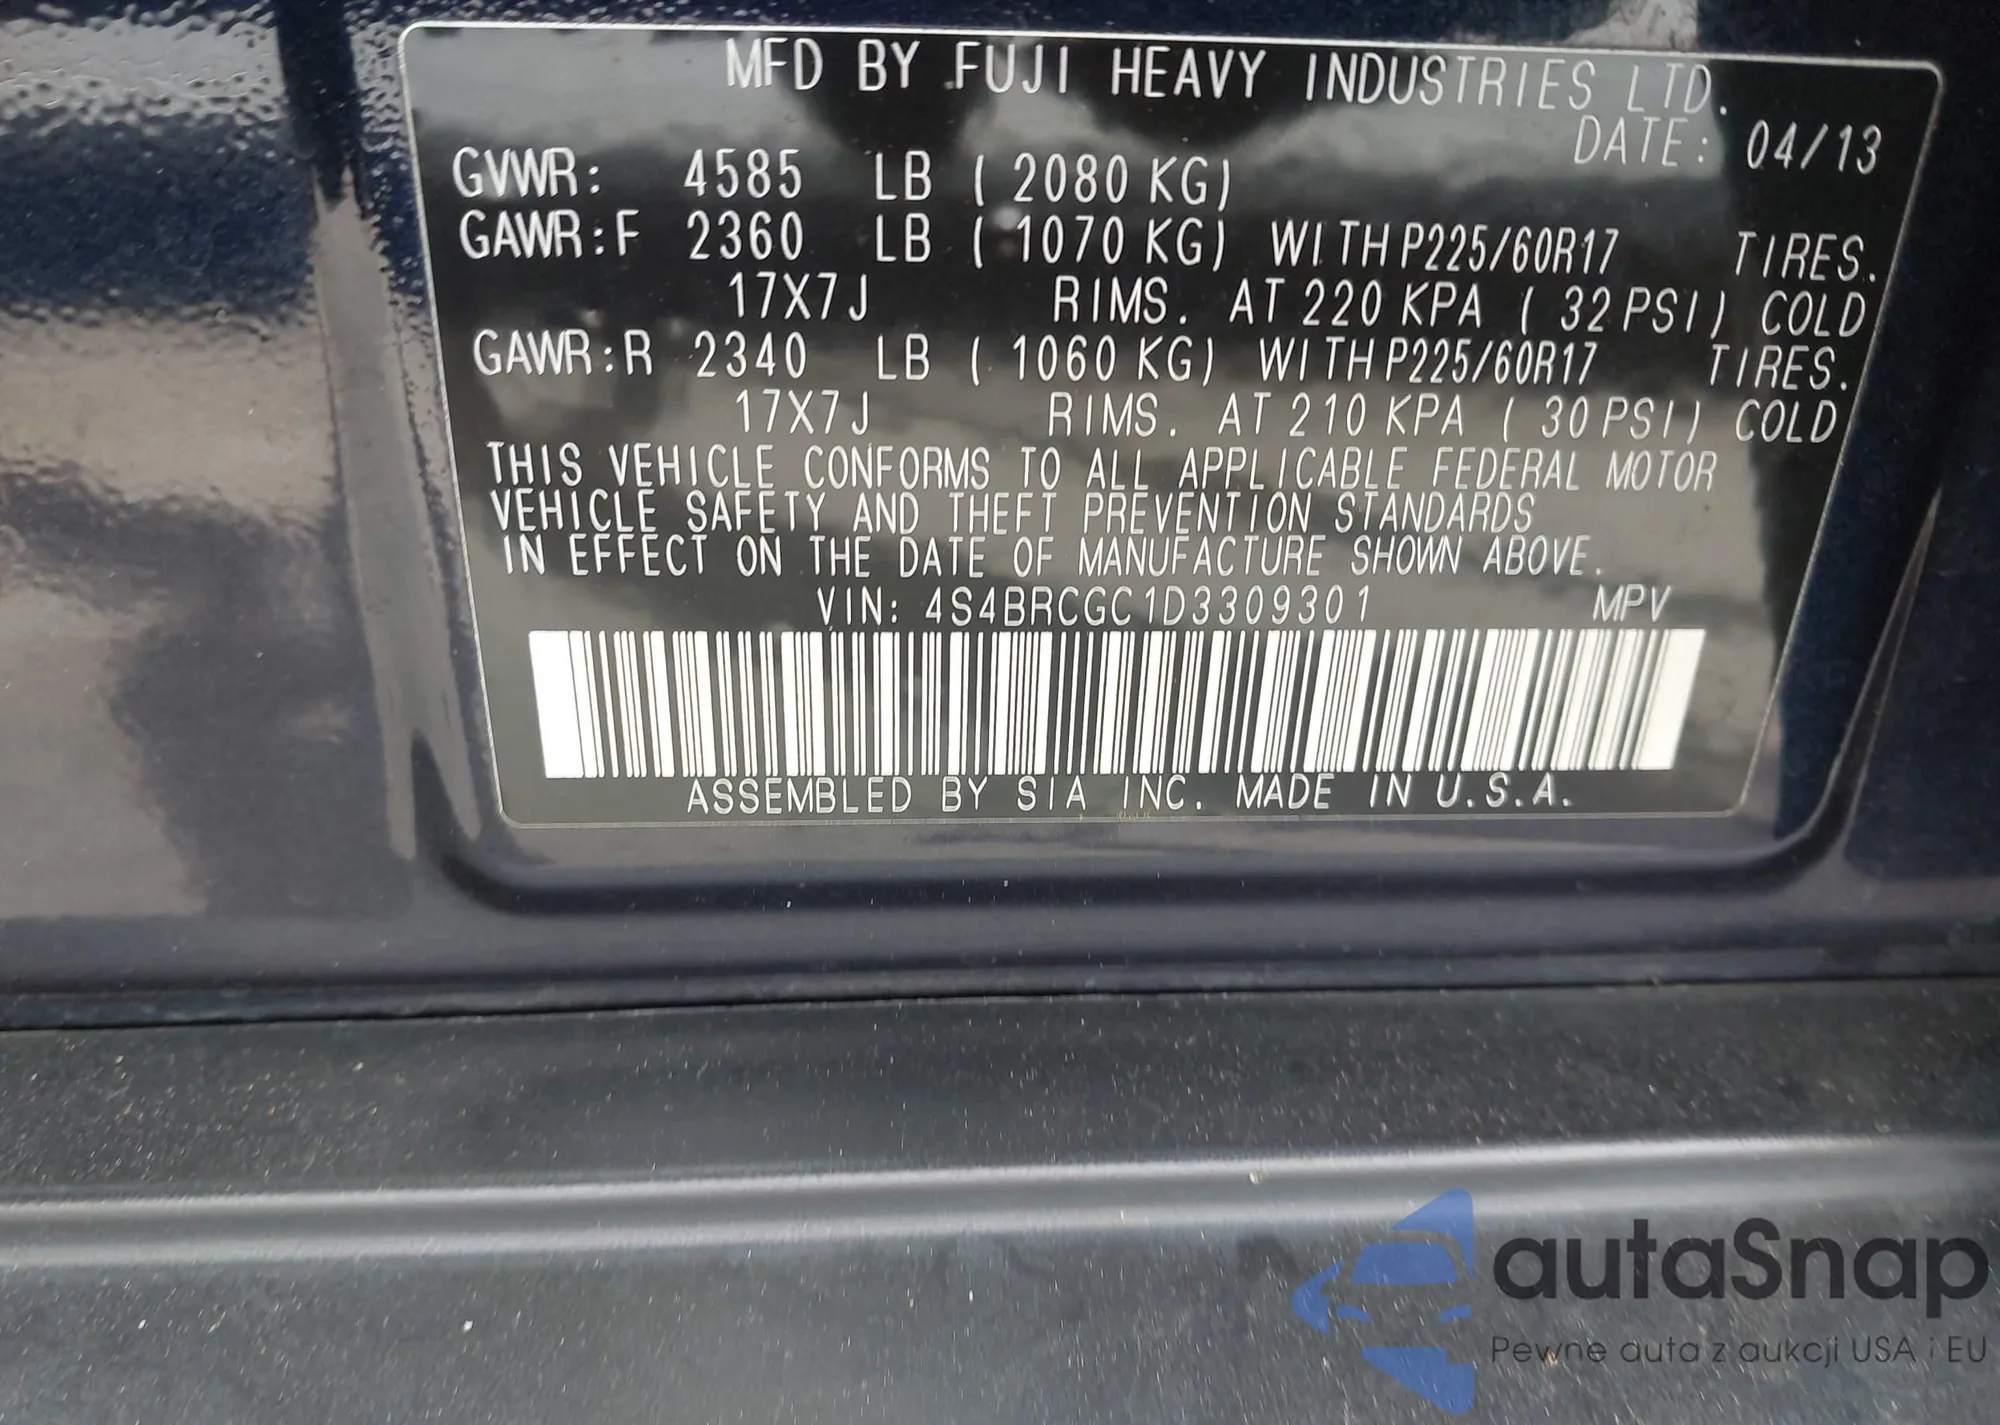 MFD BY FUJI HEAVY INDUSTRIES LTD.
DATE: 04/13
GVWR: 4585 LB ( 2080 KG)
GAWR:F 2360 LB ( 1070 KG) WITH P225/60R17 TIRES.
17X7J RIMS. AT 220 KPA ( 32 PSI) COLD
GAWR:R 2340 LB ( 1060 KG) WITH P225/60R17 TIRES.
17X7J RIMS. AT 210 KPA ( 30 PSI) COLD
THIS VEHICLE CONFORMS TO ALL APPLICABLE FEDERAL MOTOR
VEHICLE SAFETY AND THEFT PREVENTION STANDARDS
IN EFFECT ON THE DATE OF MANUFACTURE SHOWN ABOVE.
VIN: 4S4BRCGC1D3309301 MPV
ASSEMBLED BY SIA INC. MADE IN U.S.A.
autaSnap
Pewne auta z aukcji USA i EU